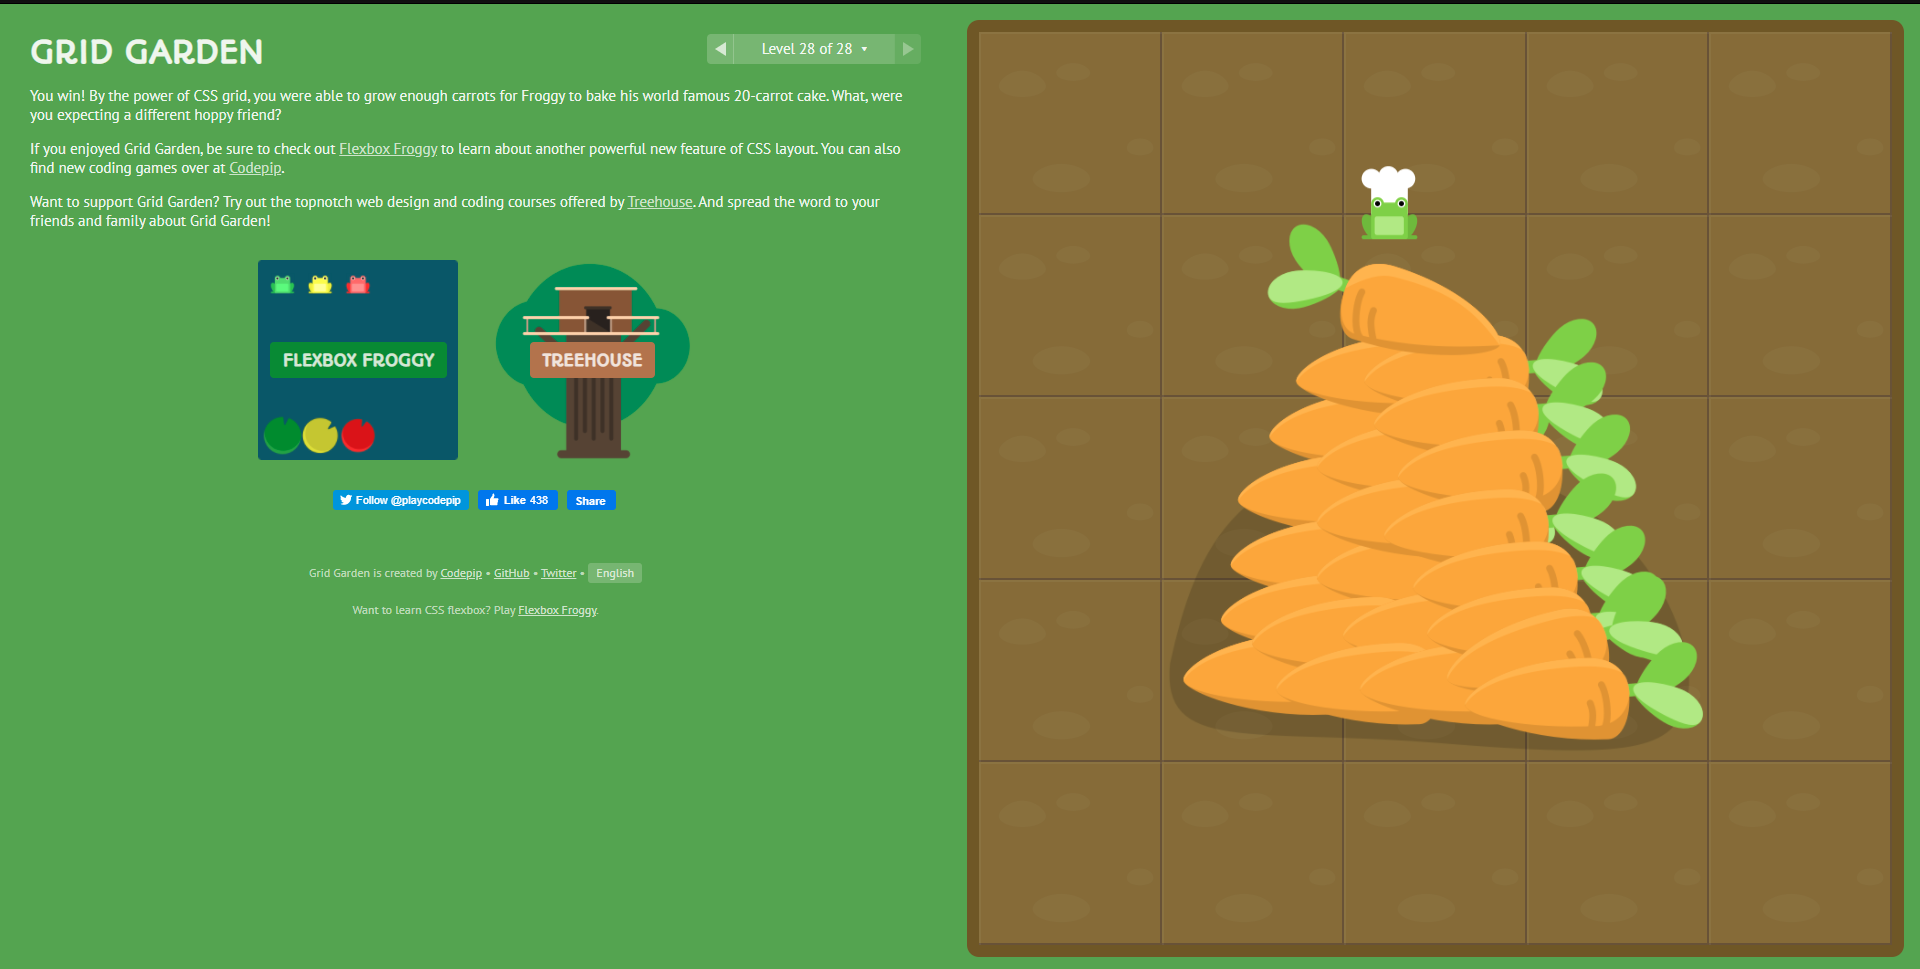 GRID GARDEN
Level 28 of 28
You win! By the power of CSS grid, you were able to grow enough carrots for Froggy to bake his world famous 20-carrot cake. What, were
you expecting a different hoppy friend?
If you enjoyed Grid Garden, be sure to check out Flexbox Froggy to learn about another powerful new feature of CSS layout. You can also
find new coding games over at Codepip.
Want to support Grid Garden? Try out the topnotch web design and coding courses offered by Treehouse. And spread the word to your
friends and family about Grid Garden!
FLEXBOX FROGGY
TREEHOUSE
Follow @playcodepip
Like 438
Share
Grid Garden is created by Codepip • GitHub • Twitter • English
Want to learn CSS flexbox? Play Flexbox Froggy.